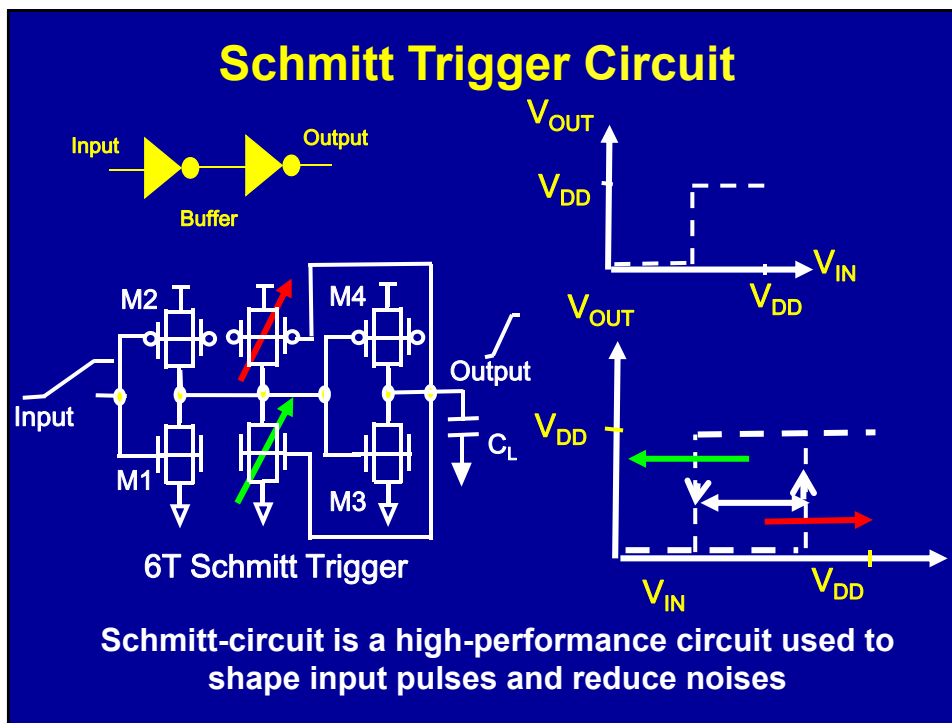 Schmitt Trigger Circuit
Input
Output
Buffer
V_OUT
V_DD
V_IN
V_DD
M2
M4
Input
Output
M1
M3
C_L
6T Schmitt Trigger
V_OUT
V_DD
V_IN
V_DD
Schmitt-circuit is a high-performance circuit used to
shape input pulses and reduce noises